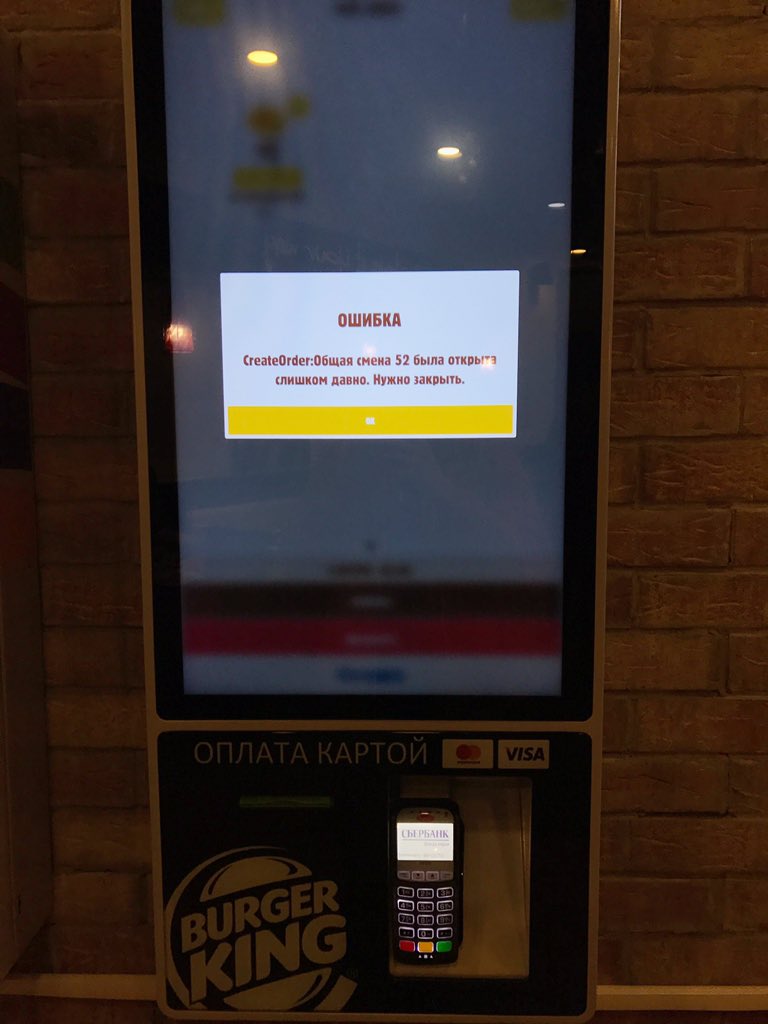 ОШИБКА
CreateOrder:Общая смена 52 была открыта
слишком давно. Нужно закрыть.
ОК
ОПЛАТА КАРТОЙ
VISA
СБЕРБАНК
BURGER
KING